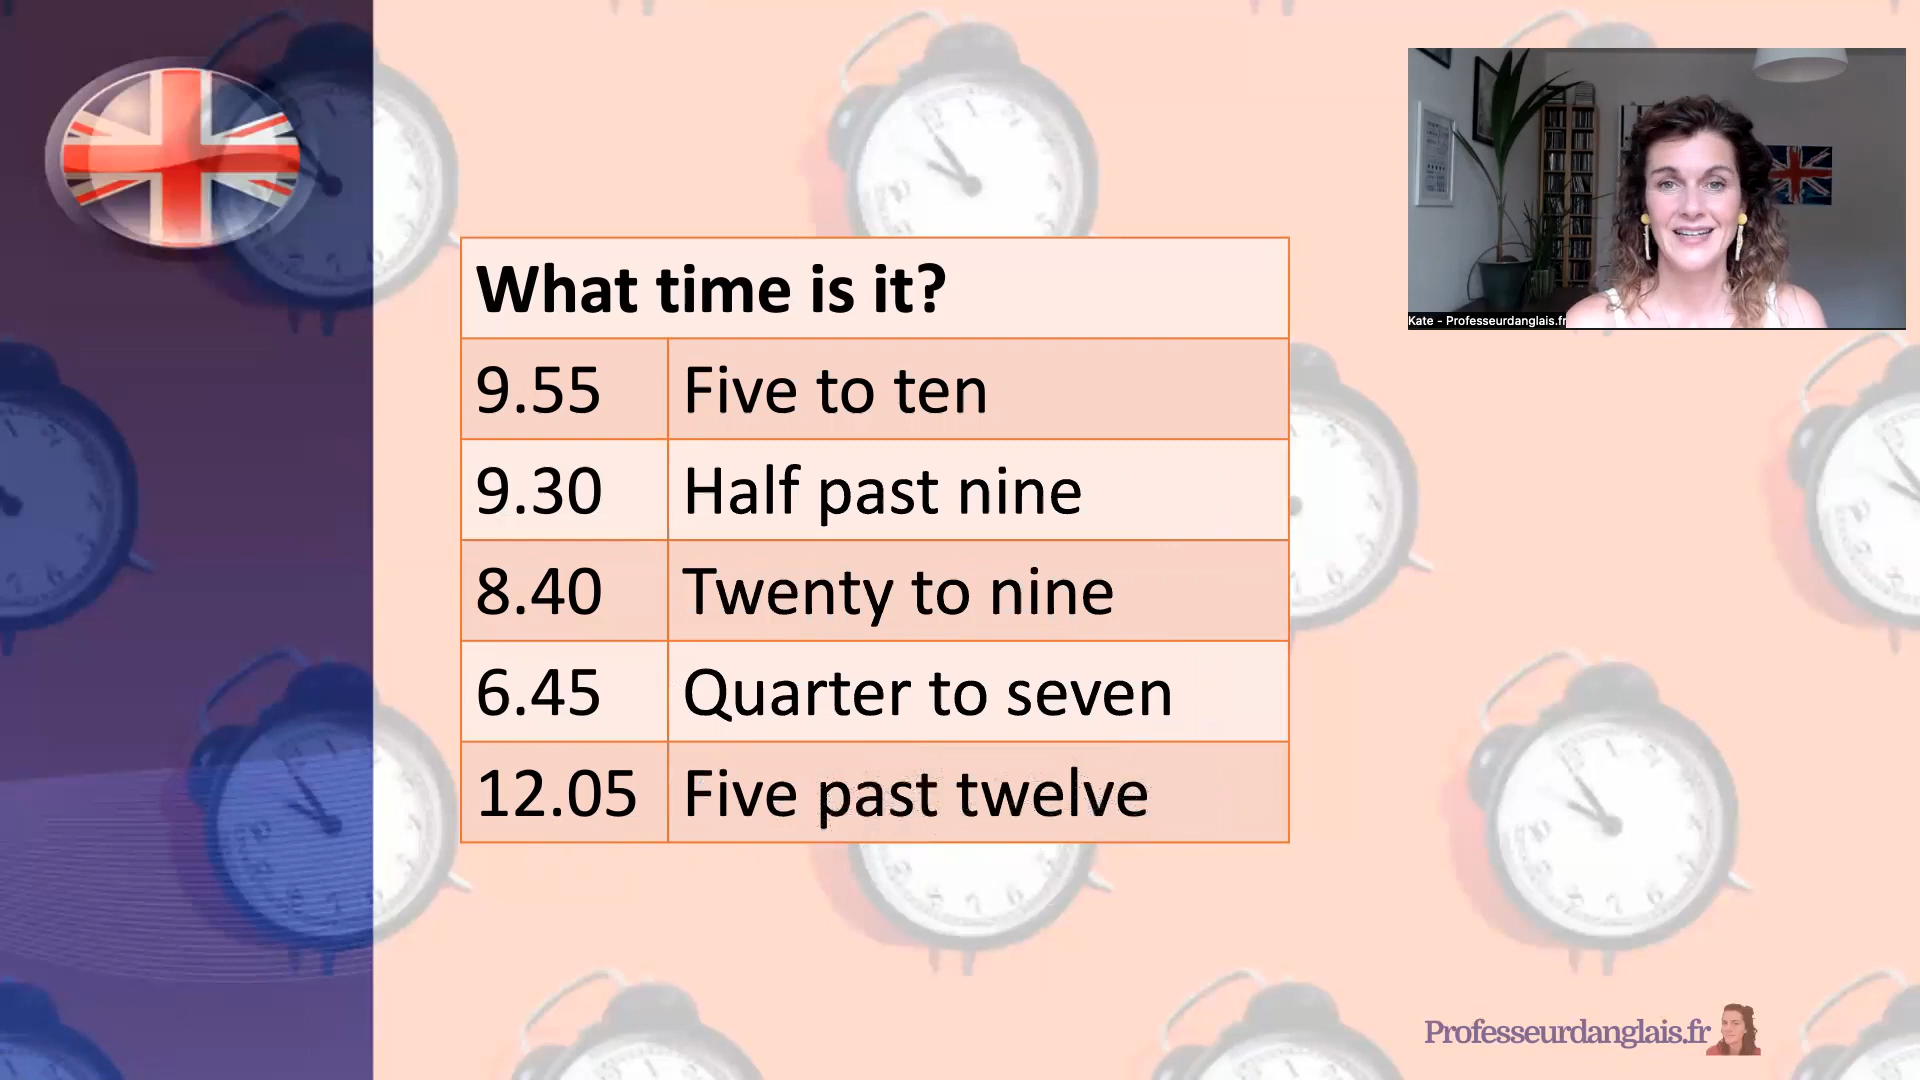 What time is it?
9.55 Five to ten
9.30 Half past nine
8.40 Twenty to nine
6.45 Quarter to seven
12.05 Five past twelve
Kate - Professeurdanglais.fr
Professeurdanglais.fr